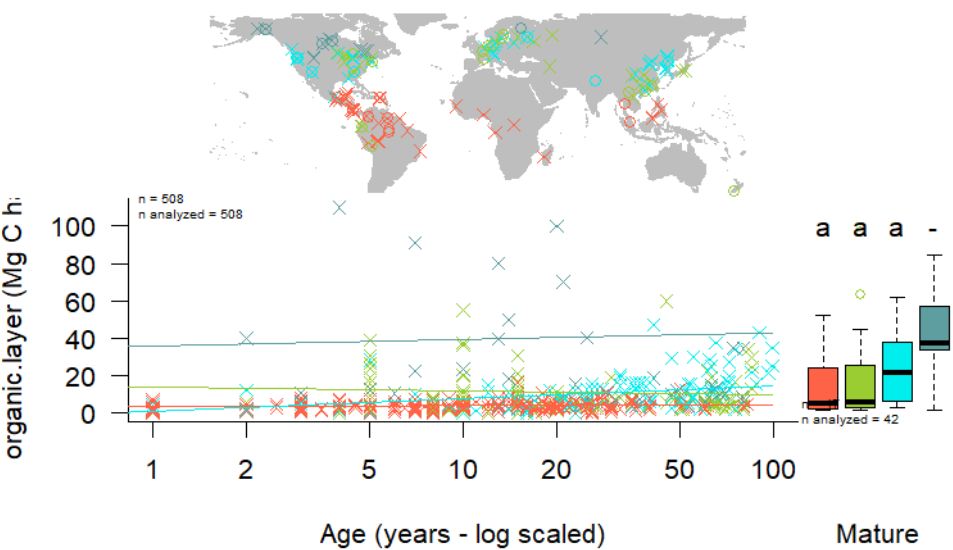 n = 508
n analyzed = 508
a a a -
organic.layer (Mg C h
100
80
60
40
20
0
n analyzed = 42
1 2 5 10 20 50 100
Age (years - log scaled) Mature